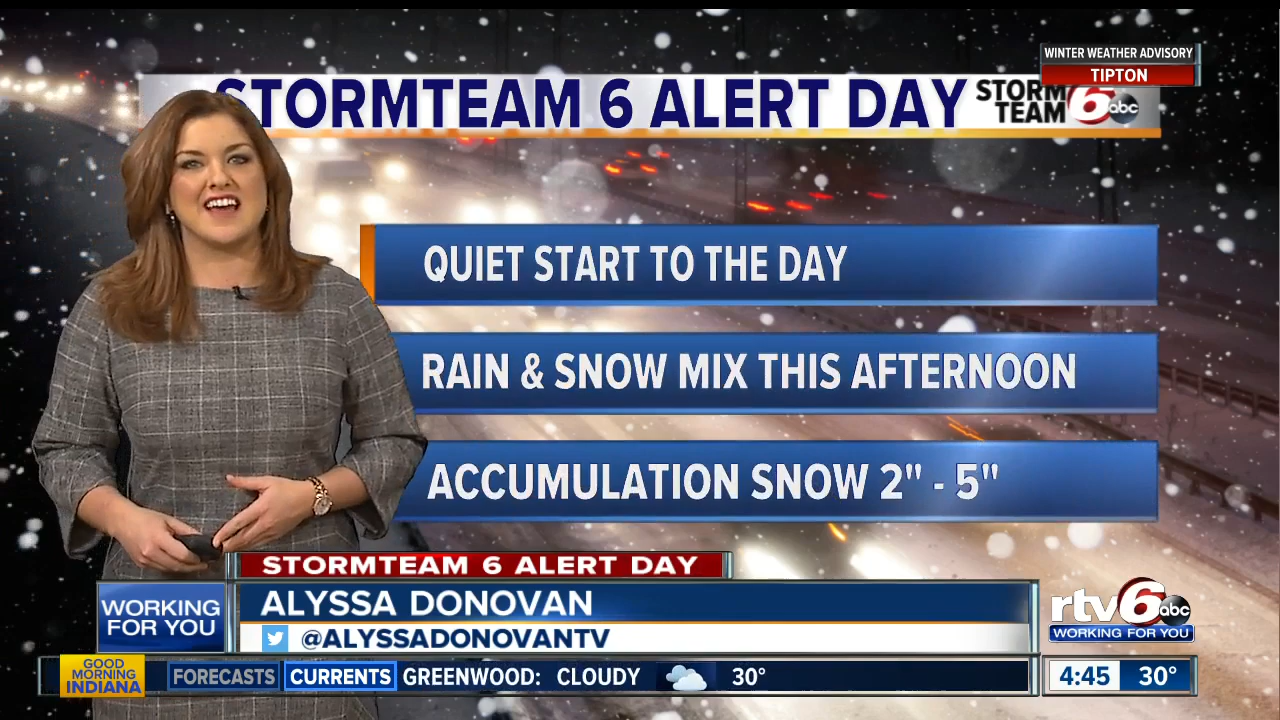 WINTER WEATHER ADVISORY
TIPTON
STORMTEAM 6 ALERT DAY
STORM
TEAM 6 abc
QUIET START TO THE DAY
RAIN & SNOW MIX THIS AFTERNOON
ACCUMULATION SNOW 2" - 5"
STORMTEAM 6 ALERT DAY
WORKING
FOR YOU
ALYSSA DONOVAN
@ALYSSADONOVANTV
rtv6 abc
WORKING FOR YOU
GOOD
MORNING
INDIANA
FORECASTS CURRENTS GREENWOOD: CLOUDY 30°
4:45 30°